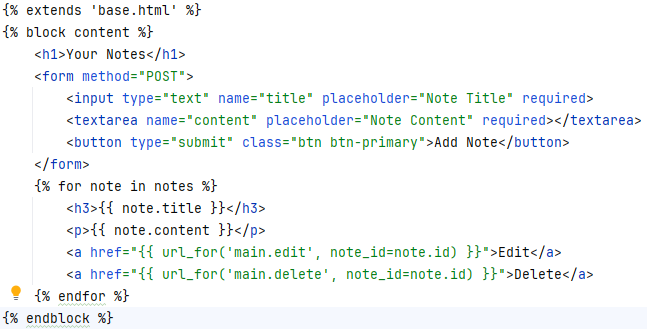 {% extends 'base.html' %}
{% block content %}
    <h1>Your Notes</h1>
    <form method="POST">
        <input type="text" name="title" placeholder="Note Title" required>
        <textarea name="content" placeholder="Note Content" required></textarea>
        <button type="submit" class="btn btn-primary">Add Note</button>
    </form>
    {% for note in notes %}
        <h3>{{ note.title }}</h3>
        <p>{{ note.content }}</p>
        <a href="{{ url_for('main.edit', note_id=note.id) }}">Edit</a>
        <a href="{{ url_for('main.delete', note_id=note.id) }}">Delete</a>
    {% endfor %}
{% endblock %}